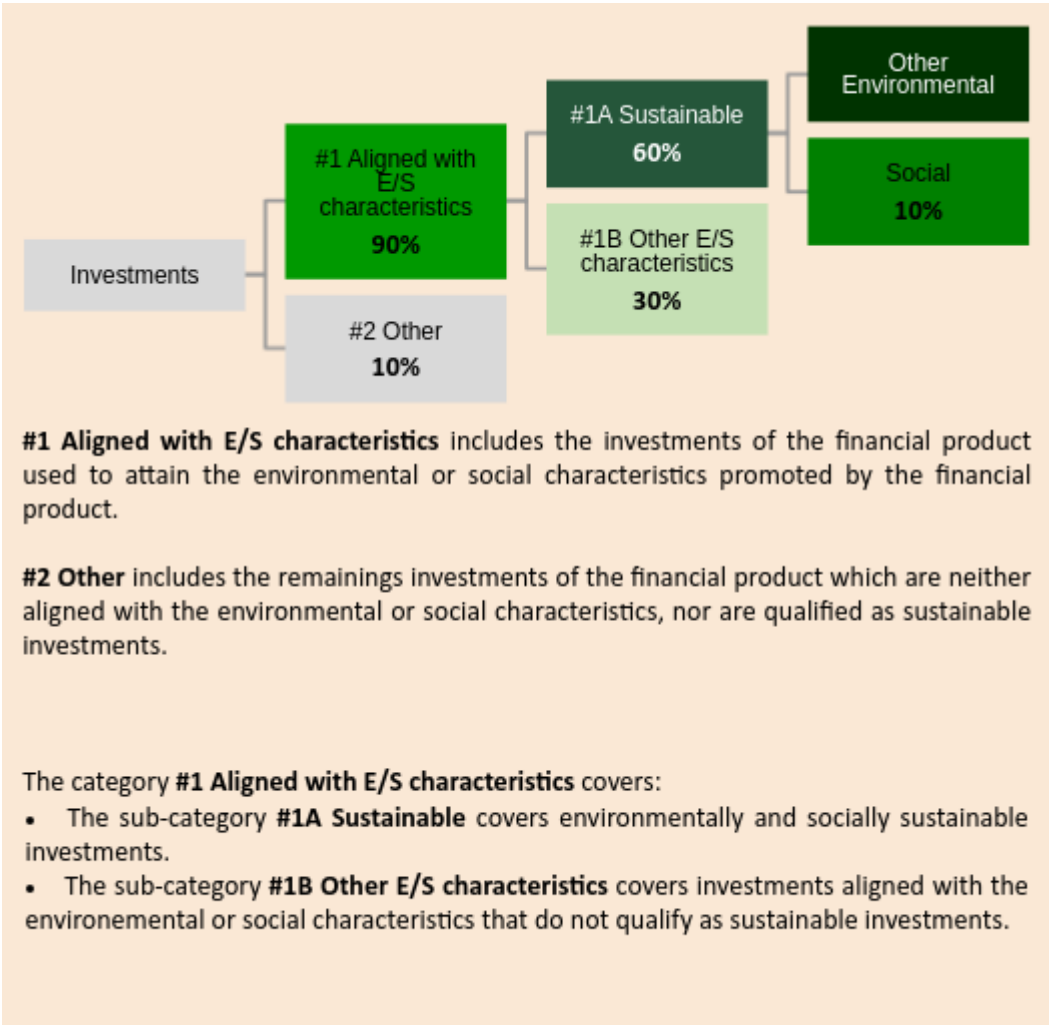 Other
Environmental
#1A Sustainable
60%
#1 Aligned with
E/S
characteristics
90%
Social
10%
#1B Other E/S
characteristics
30%
Investments
#2 Other
10%
#1 Aligned with E/S characteristics includes the investments of the financial product
used to attain the environmental or social characteristics promoted by the financial
product.
#2 Other includes the remainings investments of the financial product which are neither
aligned with the environmental or social characteristics, nor are qualified as sustainable
investments.
The category #1 Aligned with E/S characteristics covers:
• The sub-category #1A Sustainable covers environmentally and socially sustainable
investments.
• The sub-category #1B Other E/S characteristics covers investments aligned with the
environemental or social characteristics that do not qualify as sustainable investments.